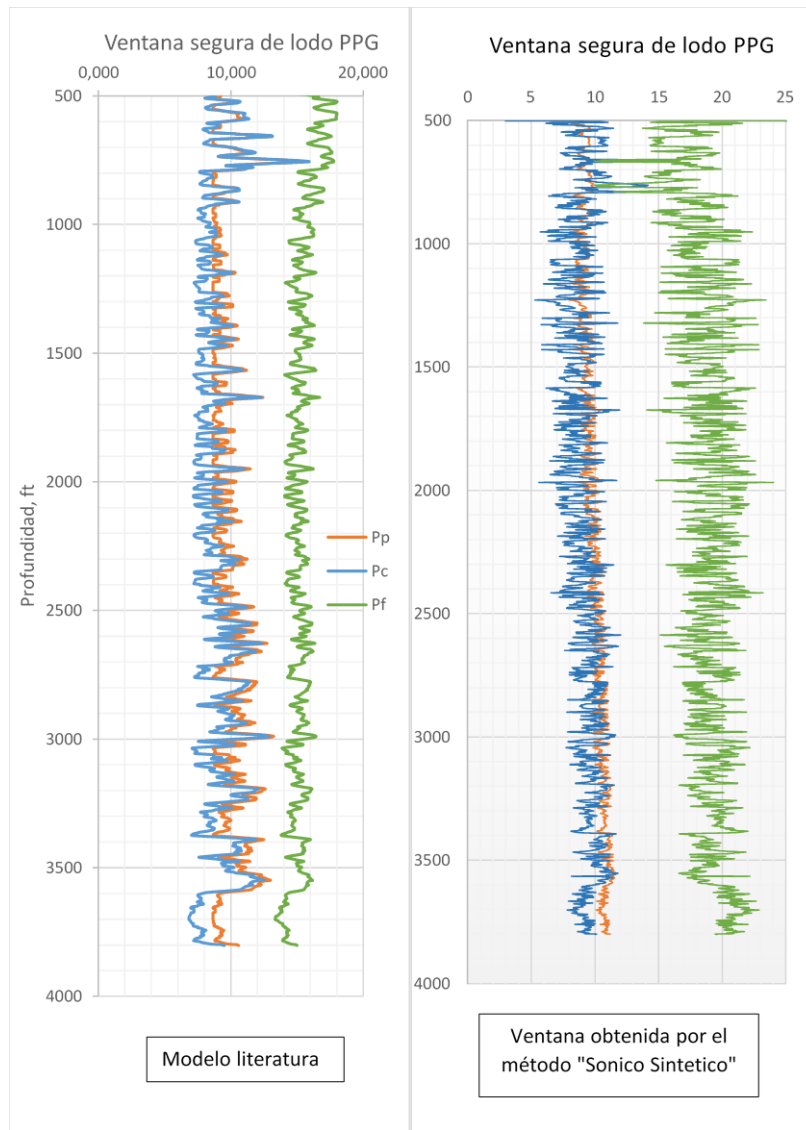 Ventana segura de lodo PPG
0,000 10,000 20,000
500
1000
1500
2000
2500
3000
3500
4000
Profundidad, ft
Pp
Pc
Pf
Modelo literatura
Ventana segura de lodo PPG
0 5 10 15 20 25
500
1000
1500
2000
2500
3000
3500
4000
Ventana obtenida por el
método "Sonico Sintetico"